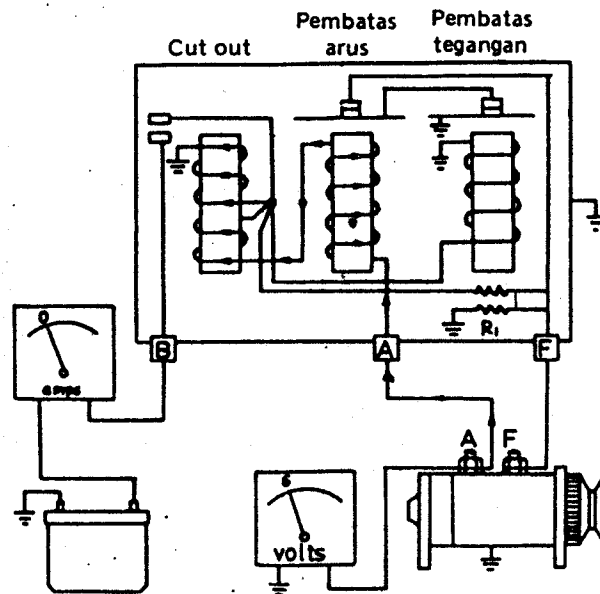 Cut out
Pembatas arus
Pembatas tegangan
R1
B
A
F
0
amps
A
F
6
volts